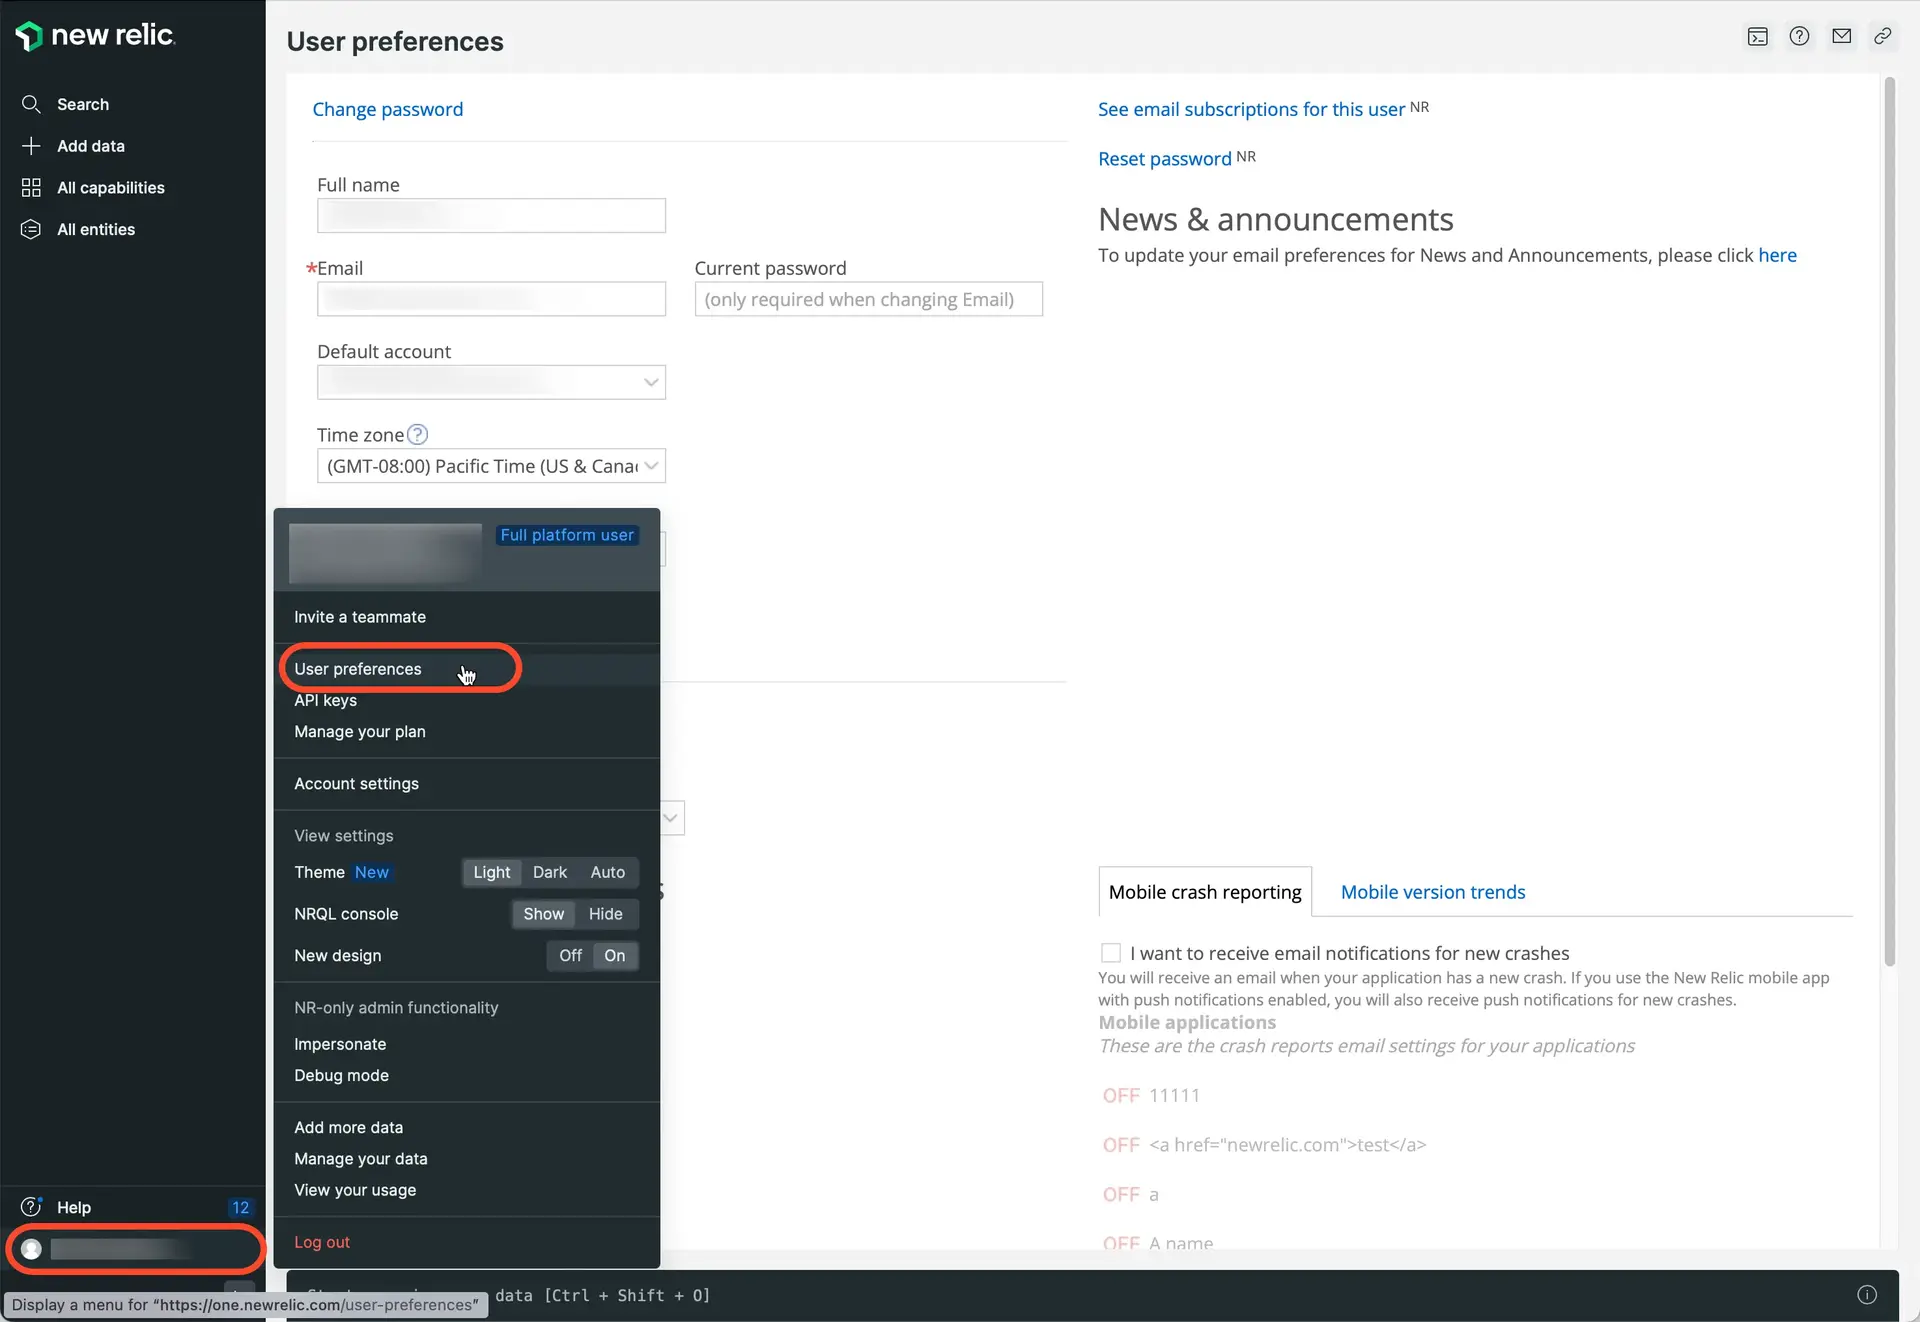 new relic.
Search
Add data
All capabilities
All entities
User preferences
Change password
Full name
*Email
Current password
(only required when changing Email)
Default account
Time zone ?
(GMT-08:00) Pacific Time (US & Cana
See email subscriptions for this user NR
Reset password NR
News & announcements
To update your email preferences for News and Announcements, please click here
Full platform user
Invite a teammate
User preferences
API keys
Manage your plan
Account settings
View settings
Theme New Light Dark Auto
NRQL console Show Hide
New design Off On
NR-only admin functionality
Impersonate
Debug mode
Add more data
Manage your data
View your usage
Log out
Mobile crash reporting
Mobile version trends
I want to receive email notifications for new crashes
You will receive an email when your application has a new crash. If you use the New Relic mobile app
with push notifications enabled, you will also receive push notifications for new crashes.
Mobile applications
These are the crash reports email settings for your applications
OFF 11111
OFF <a href="newrelic.com">test</a>
OFF a
OFF A name
Help 12
data [Ctrl + Shift + O]
Display a menu for “https://one.newrelic.com/user-preferences”